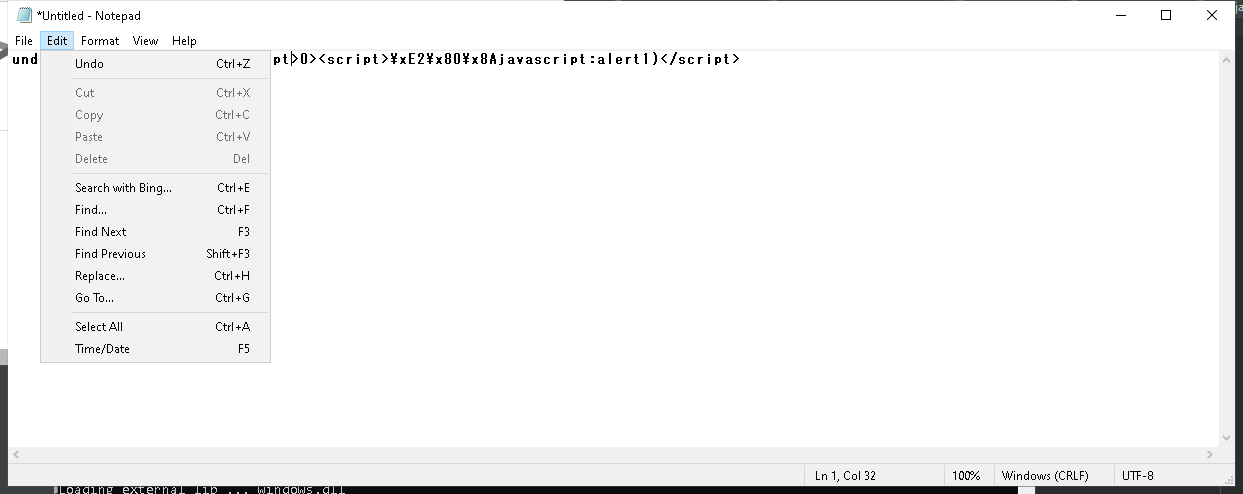 *Untitled - Notepad
File Edit Format View Help
und pt>0><script>¥xE2¥x80¥x8Ajavascript:alert1)</script>
Undo Ctrl+Z
Cut Ctrl+X
Copy Ctrl+C
Paste Ctrl+V
Delete Del
Search with Bing... Ctrl+E
Find... Ctrl+F
Find Next F3
Find Previous Shift+F3
Replace... Ctrl+H
Go To... Ctrl+G
Select All Ctrl+A
Time/Date F5
Ln 1, Col 32 100% Windows (CRLF) UTF-8
Loading external lib ... windows.dll